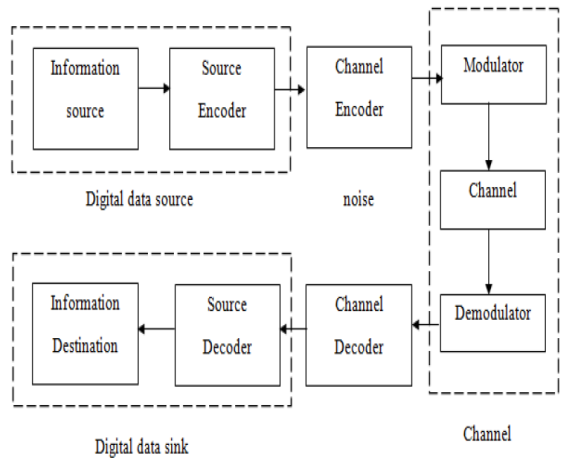 Information
source
Source
Encoder
Channel
Encoder
Modulator
Digital data source
noise
Channel
Information
Destination
Source
Decoder
Channel
Decoder
Demodulator
Digital data sink
Channel